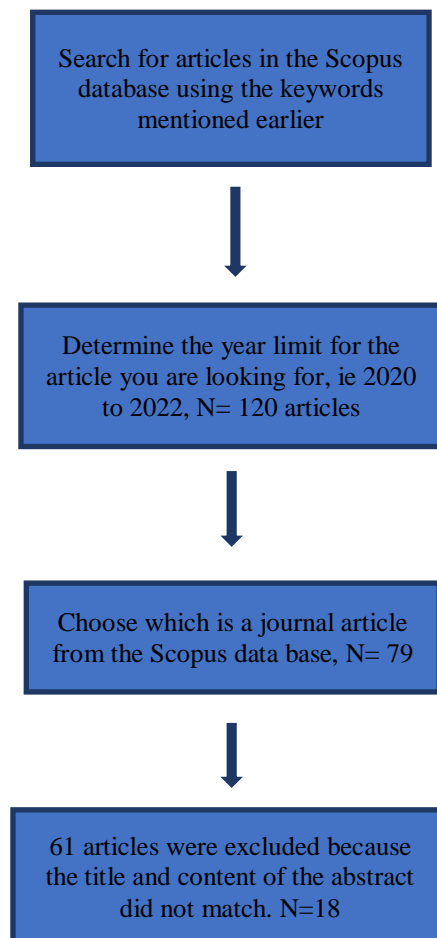 Search for articles in the Scopus
database using the keywords
mentioned earlier
Determine the year limit for the
article you are looking for, ie 2020
to 2022, N= 120 articles
Choose which is a journal article
from the Scopus data base, N= 79
61 articles were excluded because
the title and content of the abstract
did not match. N=18